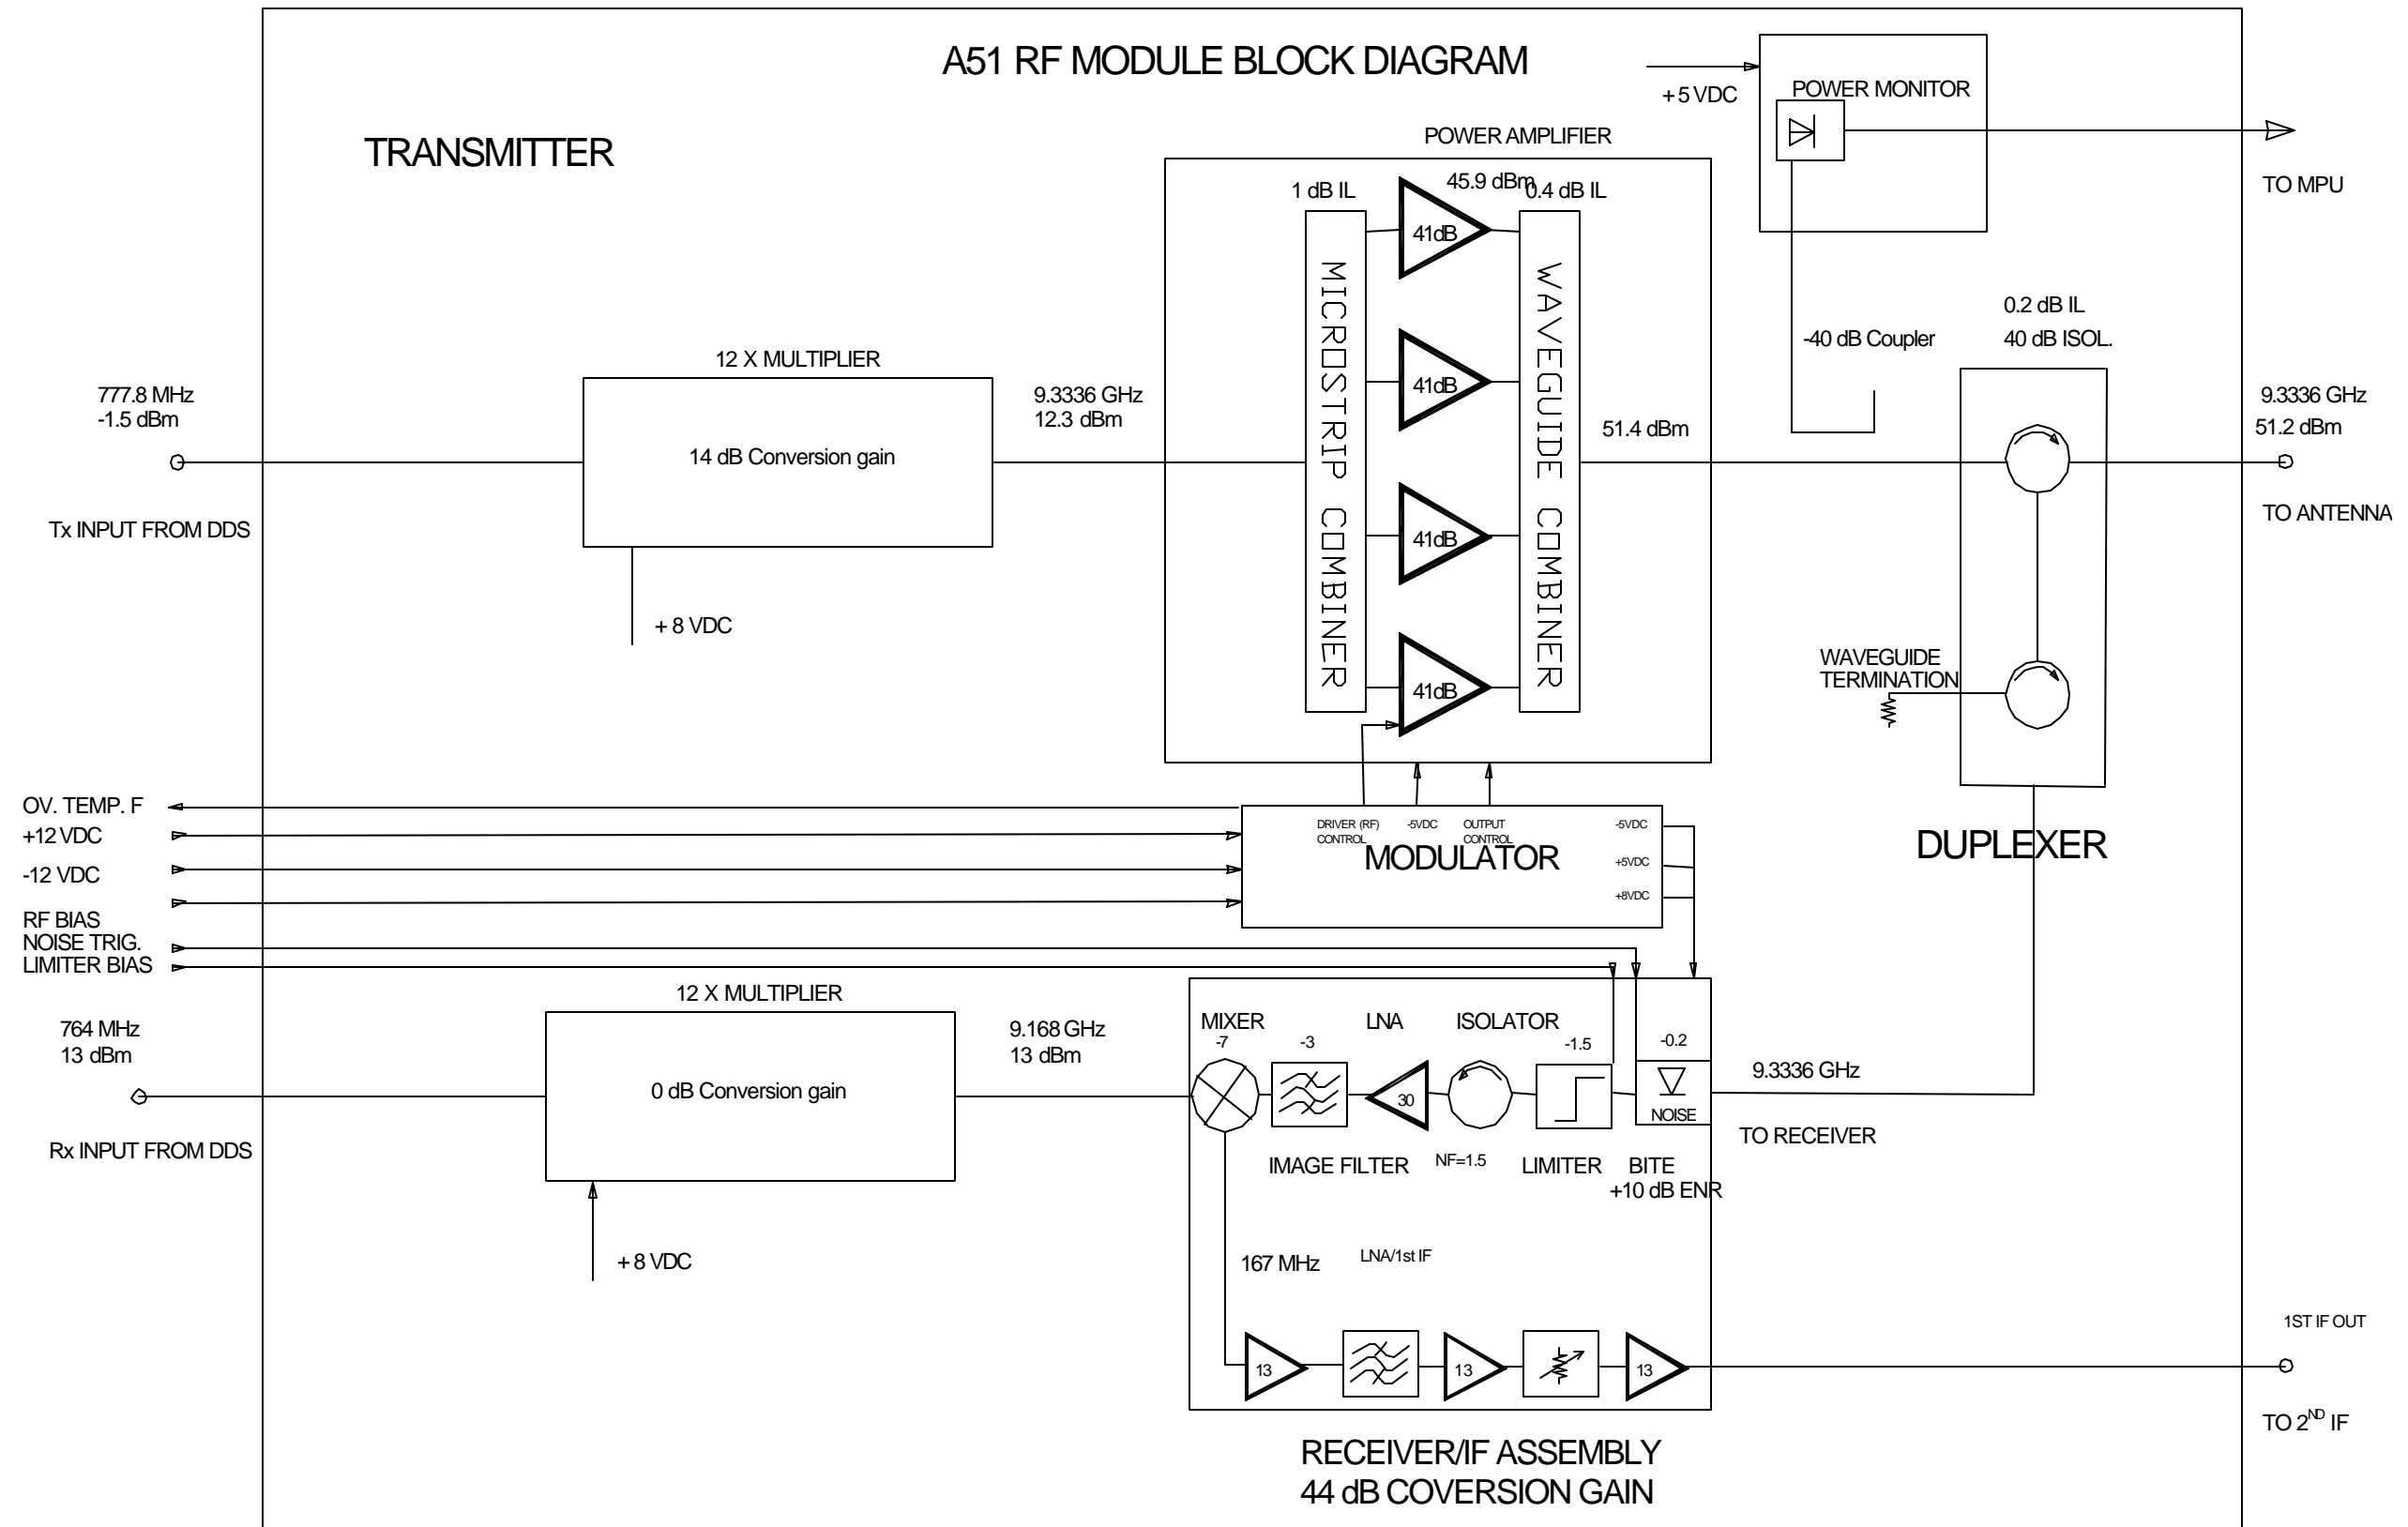 A51 RF MODULE BLOCK DIAGRAM
+ 5 VDC
POWER MONITOR
TRANSMITTER
POWER AMPLIFIER
TO MPU
1 dB IL
45.9 dBm
0.4 dB IL
41dB
41dB
41dB
41dB
MICROSTRIP COMBINER
WAVEGUIDE COMBINER
0.2 dB IL
40 dB ISOL.
-40 dB Coupler
12 X MULTIPLIER
777.8 MHz
-1.5 dBm
14 dB Conversion gain
9.3336 GHz
12.3 dBm
51.4 dBm
9.3336 GHz
51.2 dBm
Tx INPUT FROM DDS
TO ANTENNA
+ 8 VDC
WAVEGUIDE
TERMINATION
OV. TEMP. F
+12 VDC
-12 VDC
RF BIAS
NOISE TRIG.
LIMITER BIAS
DRIVER (RF)
CONTROL
-5VDC
OUTPUT
CONTROL
-5VDC
+5VDC
+8VDC
MODULATOR
DUPLEXER
12 X MULTIPLIER
764 MHz
13 dBm
0 dB Conversion gain
9.168 GHz
13 dBm
Rx INPUT FROM DDS
+ 8 VDC
MIXER
-7
-3
LNA
ISOLATOR
-1.5
-0.2
30
NOISE
9.3336 GHz
TO RECEIVER
IMAGE FILTER
NF=1.5
LIMITER
BITE
+10 dB ENR
167 MHz
LNA/1st IF
13
13
13
1ST IF OUT
TO 2ND IF
RECEIVER/IF ASSEMBLY
44 dB COVERSION GAIN